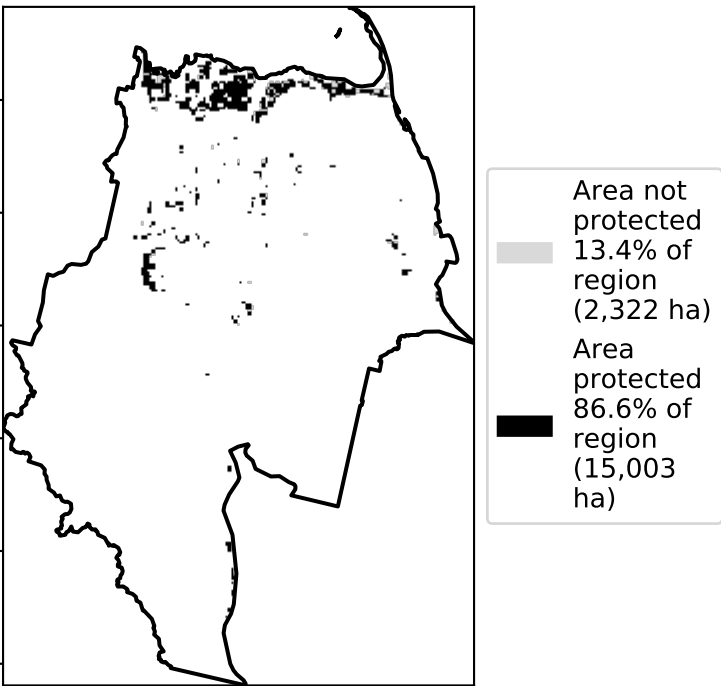 Area not
protected
13.4% of
region
(2,322 ha)
Area
protected
86.6% of
region
(15,003
ha)